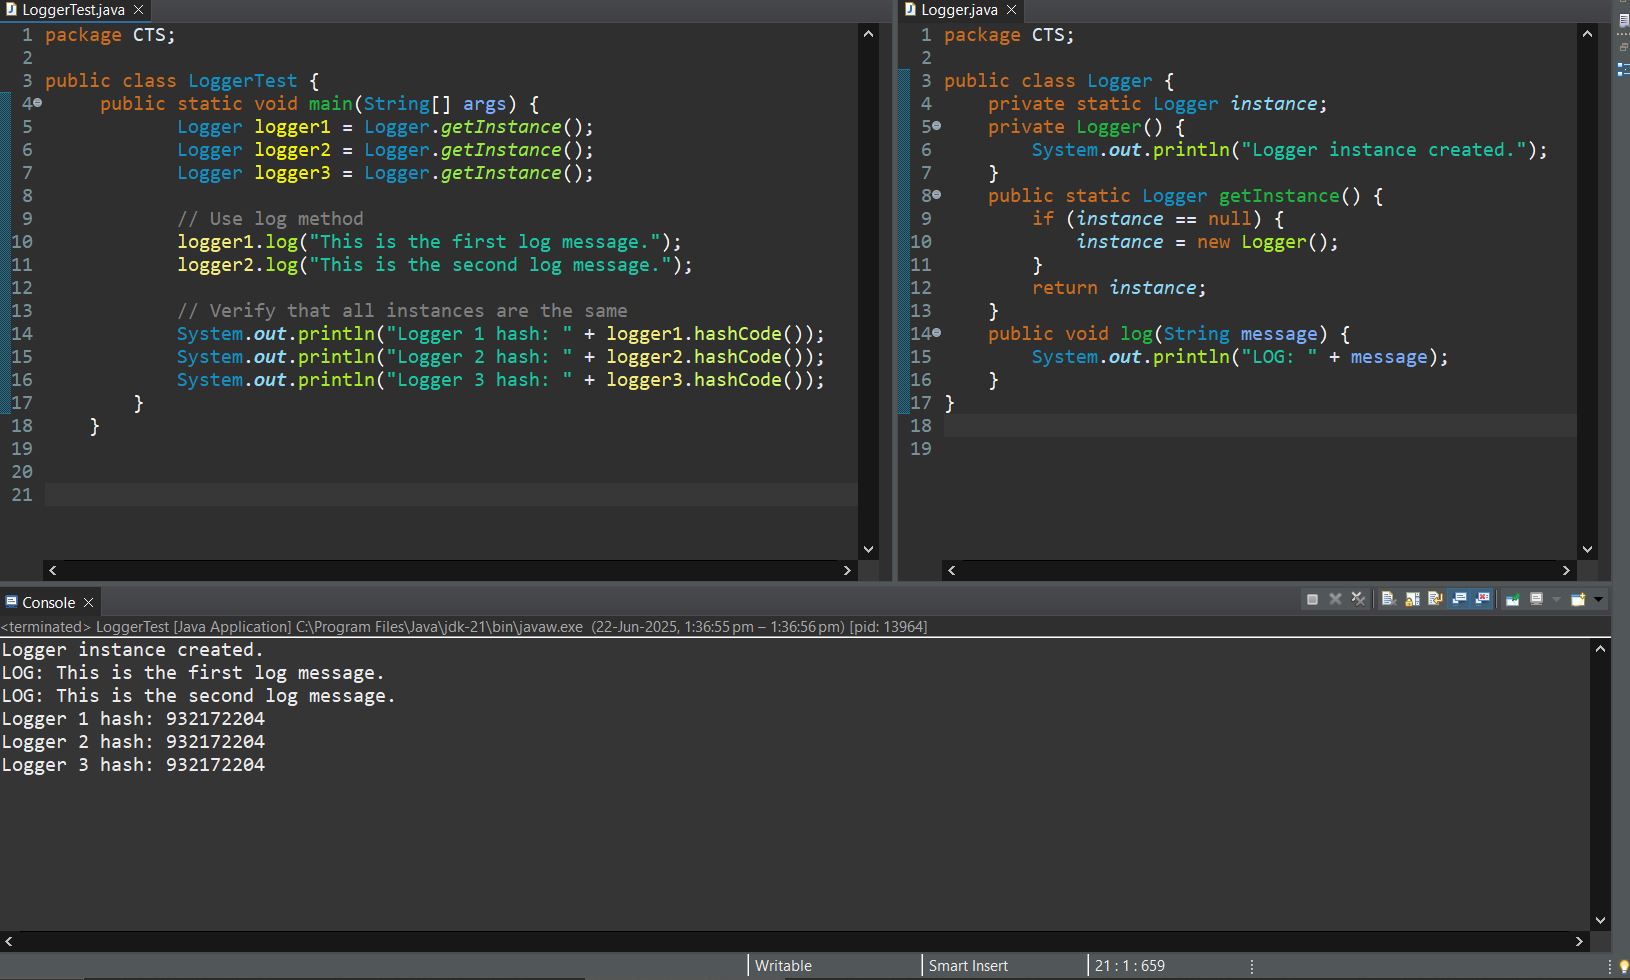 LoggerTest.java
1 package CTS;
2
3 public class LoggerTest {
4 public static void main(String[] args) {
5 Logger logger1 = Logger.getInstance();
6 Logger logger2 = Logger.getInstance();
7 Logger logger3 = Logger.getInstance();
8
9 // Use log method
10 logger1.log("This is the first log message.");
11 logger2.log("This is the second log message.");
12
13 // Verify that all instances are the same
14 System.out.println("Logger 1 hash: " + logger1.hashCode());
15 System.out.println("Logger 2 hash: " + logger2.hashCode());
16 System.out.println("Logger 3 hash: " + logger3.hashCode());
17 }
18 }
19
20
21
Logger.java
1 package CTS;
2
3 public class Logger {
4 private static Logger instance;
5 private Logger() {
6 System.out.println("Logger instance created.");
7 }
8 public static Logger getInstance() {
9 if (instance == null) {
10 instance = new Logger();
11 }
12 return instance;
13 }
14 public void log(String message) {
15 System.out.println("LOG: " + message);
16 }
17 }
18
19
Console
<terminated> LoggerTest [Java Application] C:\Program Files\Java\jdk-21\bin\javaw.exe (22-Jun-2025, 1:36:55 pm – 1:36:56 pm) [pid: 13964]
Logger instance created.
LOG: This is the first log message.
LOG: This is the second log message.
Logger 1 hash: 932172204
Logger 2 hash: 932172204
Logger 3 hash: 932172204
Writable
Smart Insert
21 : 1 : 659